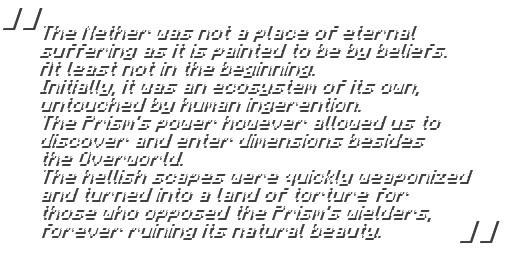 The Nether was not a place of eternal
suffering as it is painted to be by beliefs.
At least not in the beginning.
Initially, it was an ecosystem of its own,
untouched by human ingerention.
The Prism's power however allowed us to
discover and enter dimensions besides
the Overworld.
The hellish scapes were quickly weaponized
and turned into a land of torture for
those who opposed the Prism's wielders,
forever ruining its natural beauty.